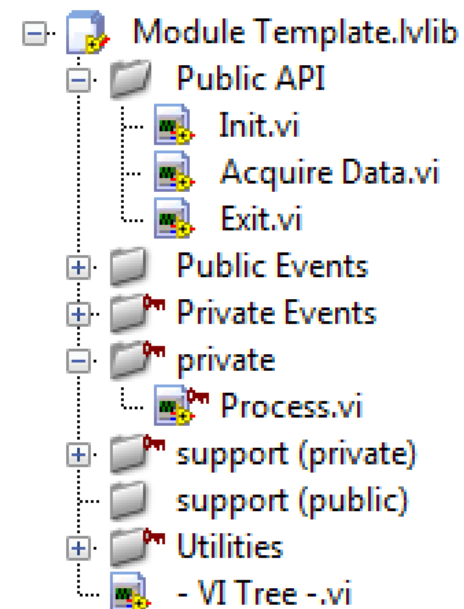 Module Template.lvlib
Public API
Init.vi
Acquire Data.vi
Exit.vi
Public Events
Private Events
private
Process.vi
support (private)
support (public)
Utilities
- VI Tree -.vi